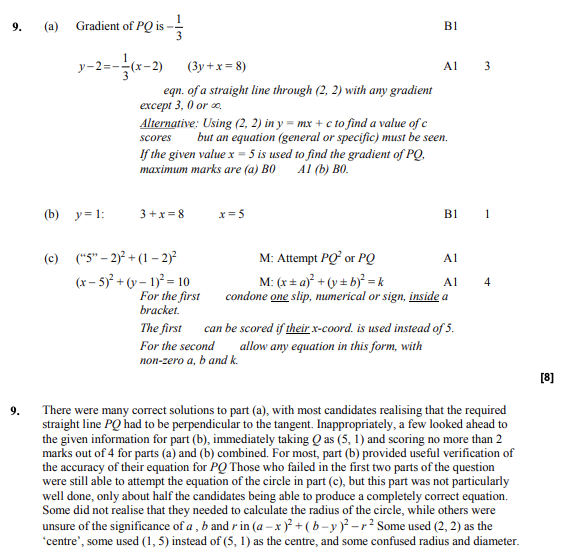 9. (a) Gradient of PQ is −1/3 B1
y − 2 = −1/3(x − 2) (3y + x = 8) A1 3
eqn. of a straight line through (2, 2) with any gradient
except 3, 0 or ∞.
Alternative: Using (2, 2) in y = mx + c to find a value of c
scores but an equation (general or specific) must be seen.
If the given value x = 5 is used to find the gradient of PQ,
maximum marks are (a) B0 A1 (b) B0.
(b) y = 1: 3 + x = 8 x = 5 B1 1
(c) (“5” − 2)² + (1 − 2)² M: Attempt PQ² or PQ A1
(x − 5)² + (y − 1)² = 10 M: (x ± a)² + (y ± b)² = k A1 4
For the first condone one slip, numerical or sign, inside a
bracket.
The first can be scored if their x-coord. is used instead of 5.
For the second allow any equation in this form, with
non-zero a, b and k.
[8]
9. There were many correct solutions to part (a), with most candidates realising that the required
straight line PQ had to be perpendicular to the tangent. Inappropriately, a few looked ahead to
the given information for part (b), immediately taking Q as (5, 1) and scoring no more than 2
marks out of 4 for parts (a) and (b) combined. For most, part (b) provided useful verification of
the accuracy of their equation for PQ Those who failed in the first two parts of the question
were still able to attempt the equation of the circle in part (c), but this part was not particularly
well done, only about half the candidates being able to produce a completely correct equation.
Some did not realise that they needed to calculate the radius of the circle, while others were
unsure of the significance of a , b and r in (a − x )² + ( b − y )² − r ² Some used (2, 2) as the
‘centre’, some used (1, 5) instead of (5, 1) as the centre, and some confused radius and diameter.